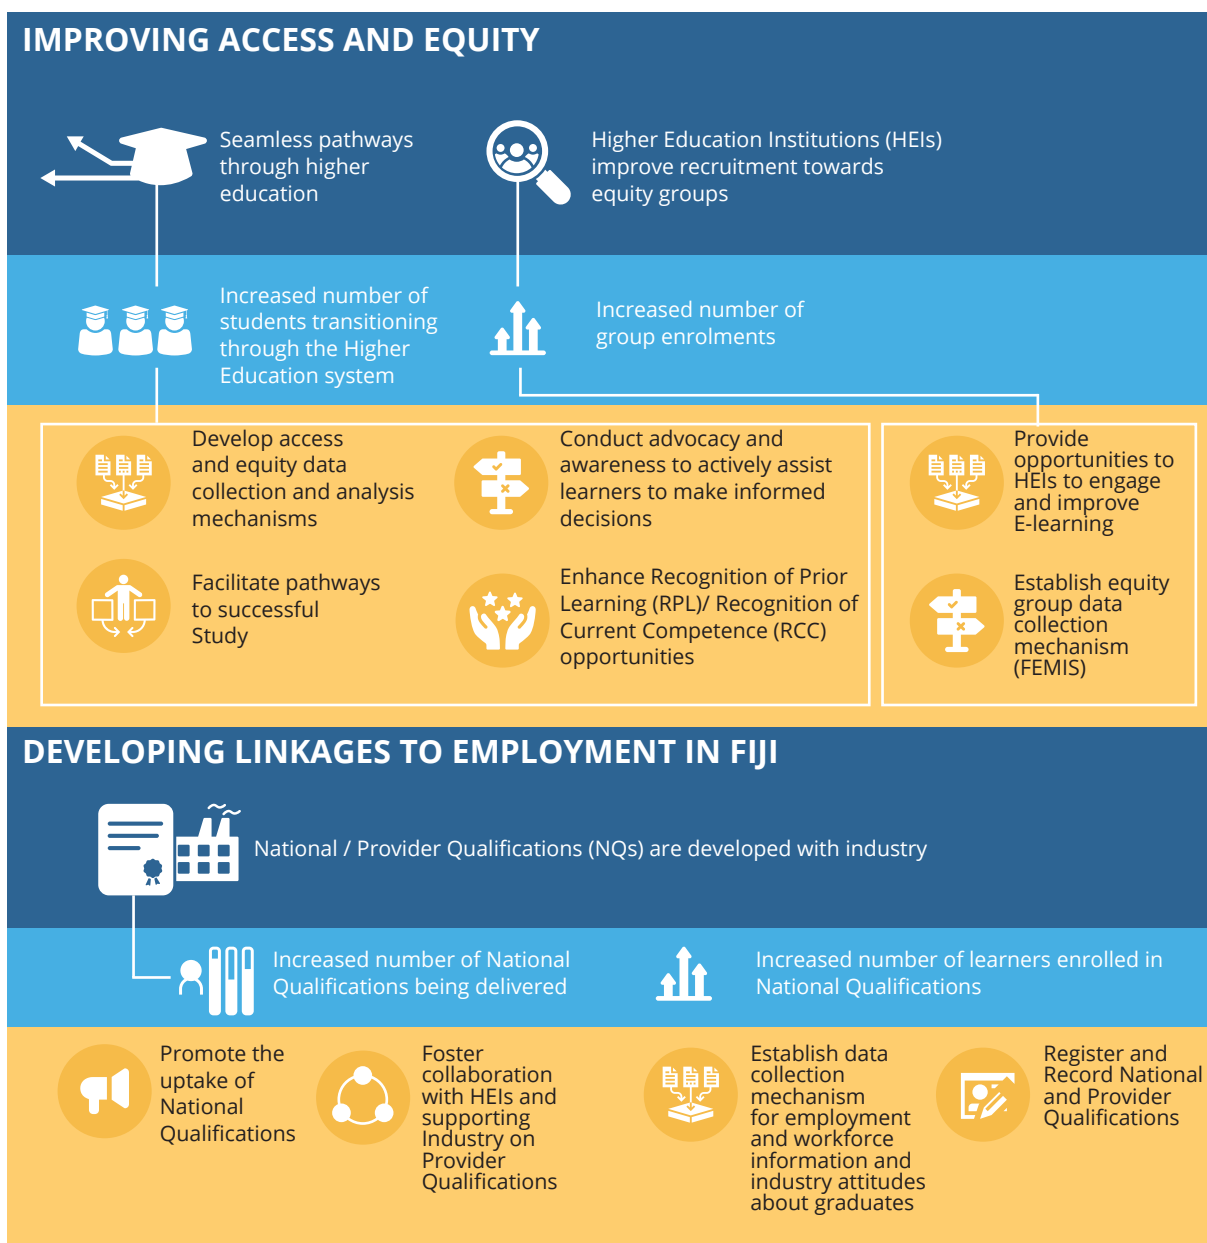 IMPROVING ACCESS AND EQUITY
Seamless pathways
through higher
education
Higher Education Institutions (HEIs)
improve recruitment towards
equity groups
Increased number of
students transitioning
through the Higher
Education system
Increased number of
group enrolments
Develop access
and equity data
collection and analysis
mechanisms
Conduct advocacy and
awareness to actively assist
learners to make informed
decisions
Provide
opportunities to
HEIs to engage
and improve
E-learning
Facilitate pathways
to successful
Study
Enhance Recognition of Prior
Learning (RPL)/ Recognition of
Current Competence (RCC)
opportunities
Establish equity
group data
collection
mechanism
(FEMIS)
DEVELOPING LINKAGES TO EMPLOYMENT IN FIJI
National / Provider Qualifications (NQs) are developed with industry
Increased number of National
Qualifications being delivered
Increased number of learners enrolled in
National Qualifications
Promote the
uptake of
National
Qualifications
Foster
collaboration
with HEIs and
supporting
Industry on
Provider
Qualifications
Establish data
collection
mechanism
for employment
and workforce
information and
industry attitudes
about graduates
Register and
Record National
and Provider
Qualifications